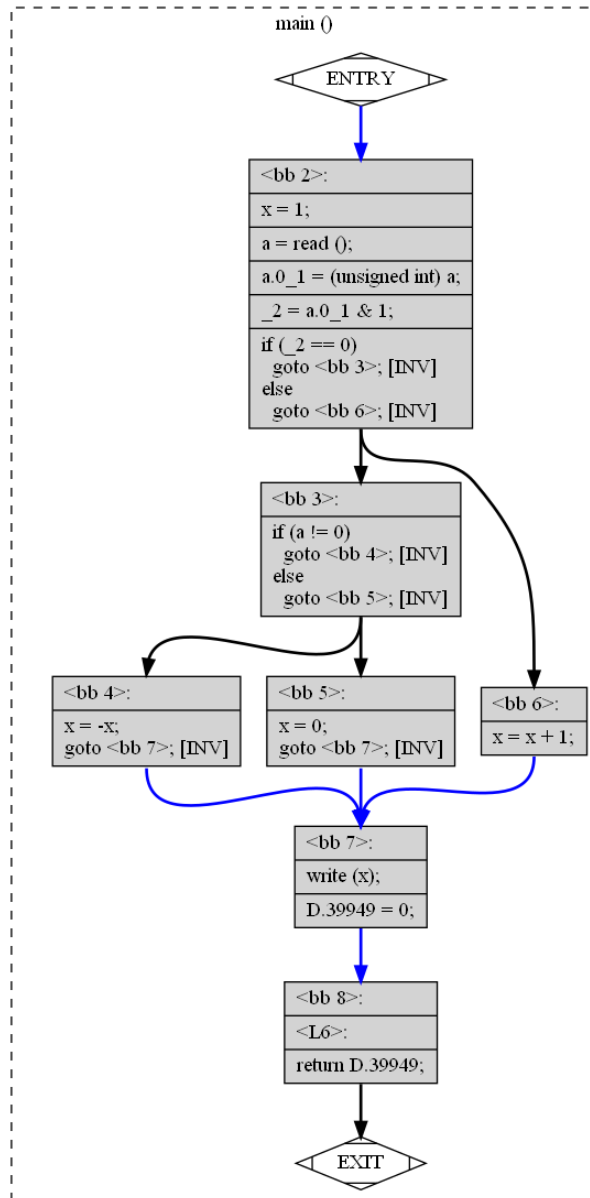 main ()
ENTRY
<bb 2>:
x = 1;
a = read ();
a.0_1 = (unsigned int) a;
_2 = a.0_1 & 1;
if (_2 == 0)
goto <bb 3>; [INV]
else
goto <bb 6>; [INV]
<bb 3>:
if (a != 0)
goto <bb 4>; [INV]
else
goto <bb 5>; [INV]
<bb 4>:
x = -x;
goto <bb 7>; [INV]
<bb 5>:
x = 0;
goto <bb 7>; [INV]
<bb 6>:
x = x + 1;
<bb 7>:
write (x);
D.39949 = 0;
<bb 8>:
<L6>:
return D.39949;
EXIT